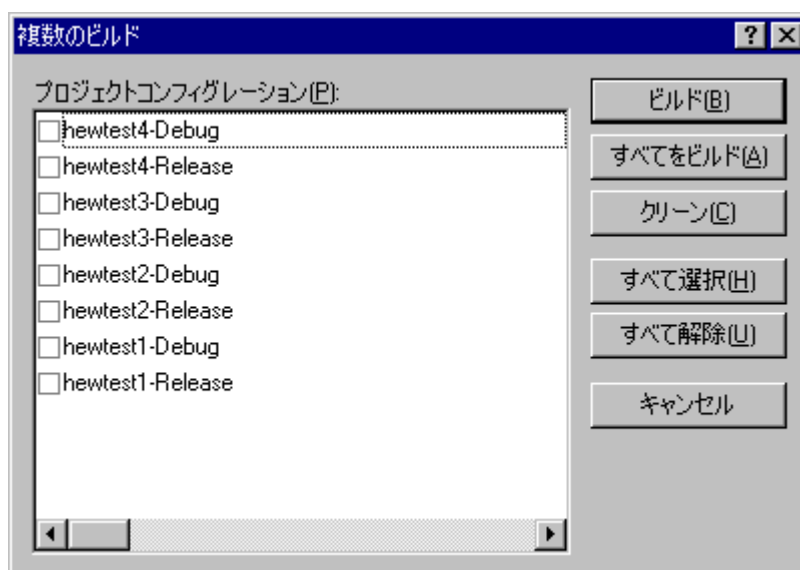 複数のビルド
プロジェクトコンフィグレーション(P):
hewtest4-Debug
hewtest4-Release
hewtest3-Debug
hewtest3-Release
hewtest2-Debug
hewtest2-Release
hewtest1-Debug
hewtest1-Release
ビルド(B)
すべてをビルド(A)
クリーン(C)
すべて選択(H)
すべて解除(U)
キャンセル